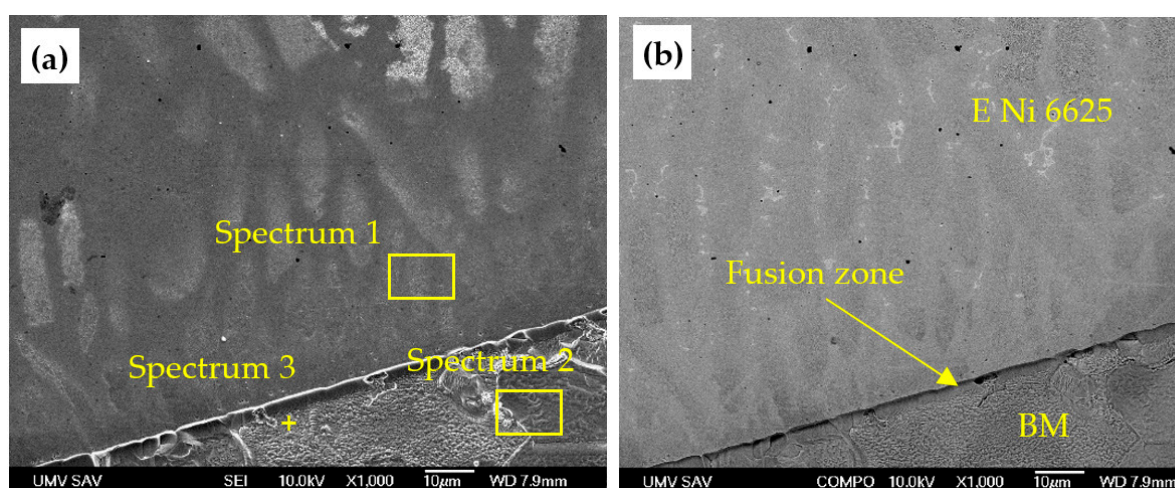 (a)
Spectrum 1
Spectrum 3
Spectrum 2
+
UMV SAV SEI 10.0kV X1,000 10µm WD 7.9mm
(b)
E Ni 6625
Fusion zone
BM
UMV SAV COMPO 10.0kV X1,000 10µm WD 7.9mm